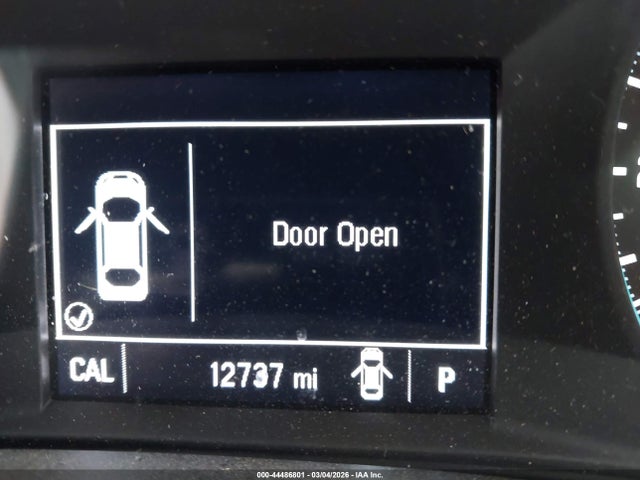 Door Open
CAL 12737 mi P
000-44486801 - 03/04/2026 - IAA Inc.